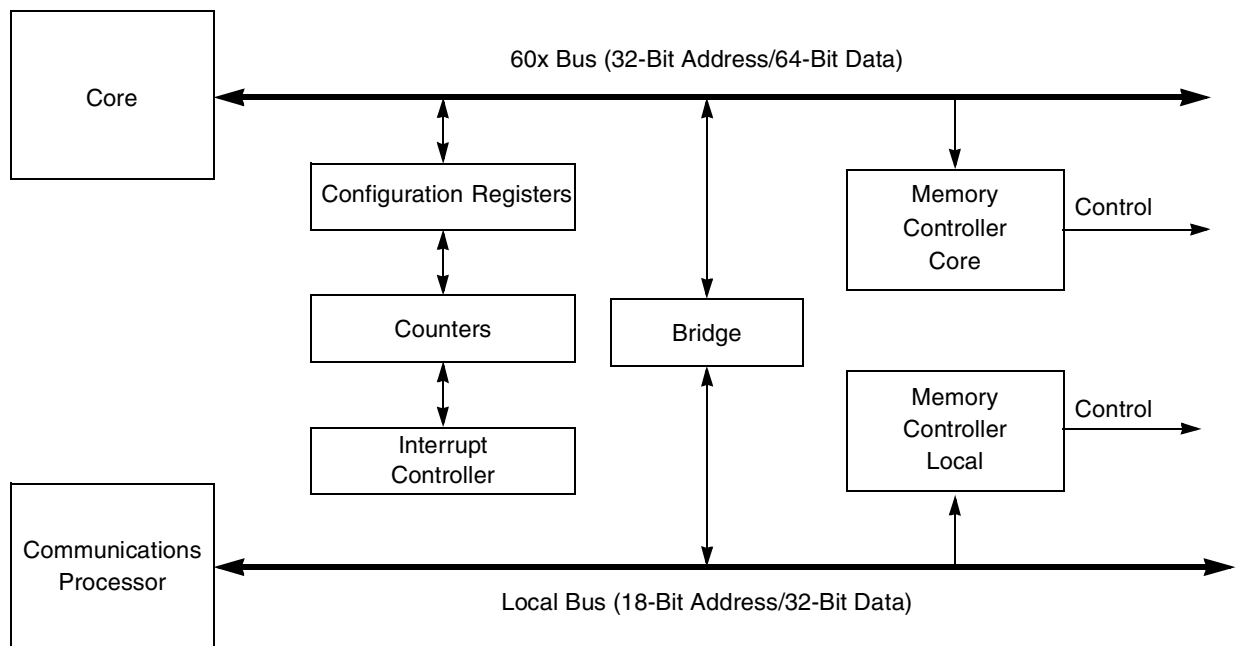 60x Bus (32-Bit Address/64-Bit Data)
Core
Configuration Registers
Memory
Controller
Core
Control
Counters
Bridge
Memory
Controller
Local
Control
Interrupt
Controller
Communications
Processor
Local Bus (18-Bit Address/32-Bit Data)